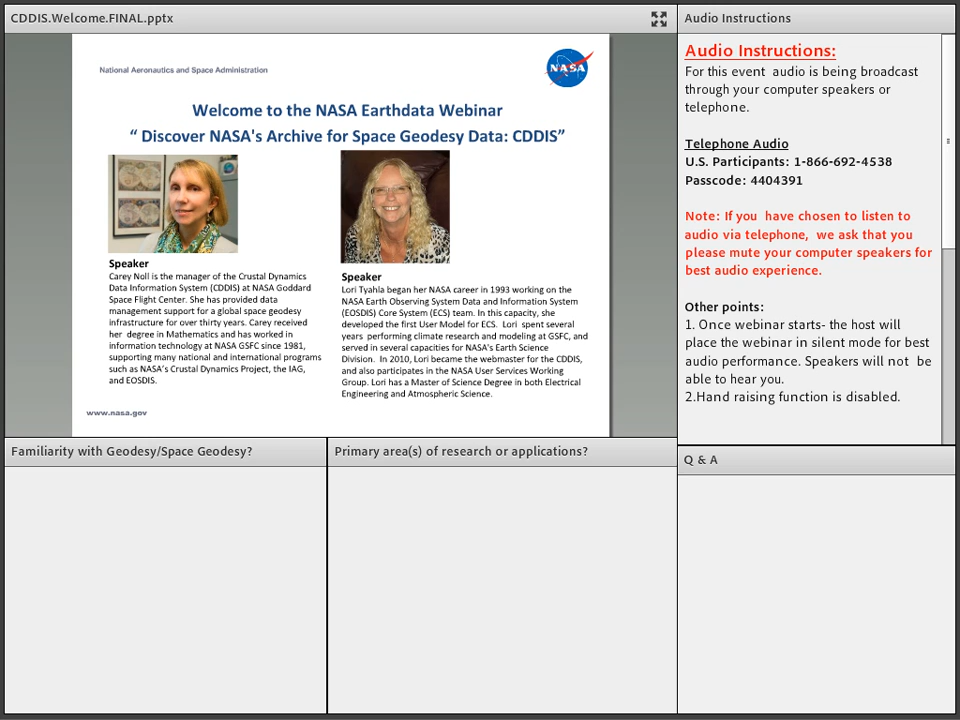 CDDIS.Welcome.FINAL.pptx
National Aeronautics and Space Administration
NASA
Welcome to the NASA Earthdata Webinar
“ Discover NASA's Archive for Space Geodesy Data: CDDIS”
Speaker
Carey Noll is the manager of the Crustal Dynamics
Data Information System (CDDIS) at NASA Goddard
Space Flight Center. She has provided data
management support for a global space geodesy
infrastructure for over thirty years. Carey received
her degree in Mathematics and has worked in
information technology at NASA GSFC since 1981,
supporting many national and international programs
such as NASA's Crustal Dynamics Project, the IAG,
and EOSDIS.
Speaker
Lori Tyahla began her NASA career in 1993 working on the
NASA Earth Observing System Data and Information System
(EOSDIS) Core System (ECS) team. In this capacity, she
developed the first User Model for ECS. Lori spent several
years performing climate research and modeling at GSFC, and
served in several capacities for NASA's Earth Science
Division. In 2010, Lori became the webmaster for the CDDIS,
and also participates in the NASA User Services Working
Group. Lori has a Master of Science Degree in both Electrical
Engineering and Atmospheric Science.
www.nasa.gov
Audio Instructions
Audio Instructions:
For this event audio is being broadcast
through your computer speakers or
telephone.
Telephone Audio
U.S. Participants: 1-866-692-4538
Passcode: 4404391
Note: If you have chosen to listen to
audio via telephone, we ask that you
please mute your computer speakers for
best audio experience.
Other points:
1. Once webinar starts- the host will
place the webinar in silent mode for best
audio performance. Speakers will not be
able to hear you.
2.Hand raising function is disabled.
Familiarity with Geodesy/Space Geodesy?
Primary area(s) of research or applications?
Q & A